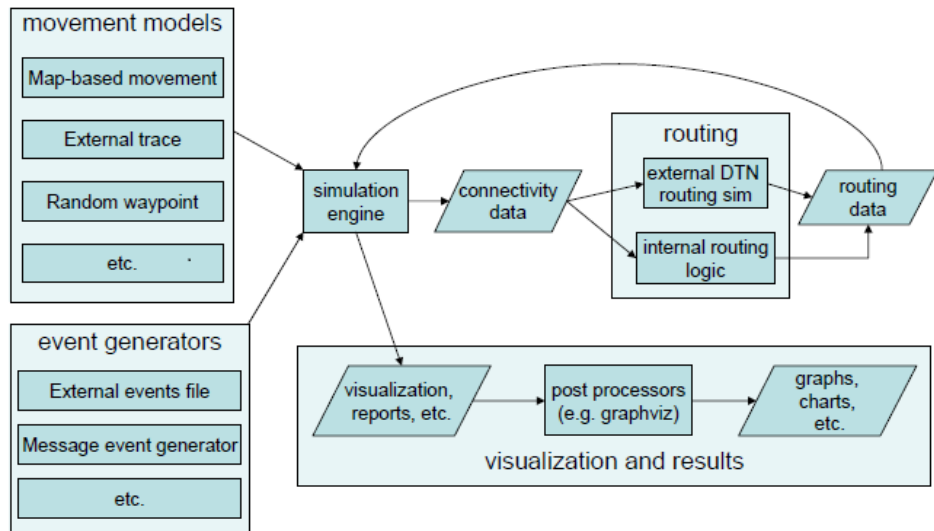 movement models
Map-based movement
External trace
Random waypoint
etc.
event generators
External events file
Message event generator
etc.
simulation
engine
connectivity
data
routing
external DTN
routing sim
internal routing
logic
routing
data
visualization,
reports, etc.
post processors
(e.g. graphviz)
graphs,
charts,
etc.
visualization and results